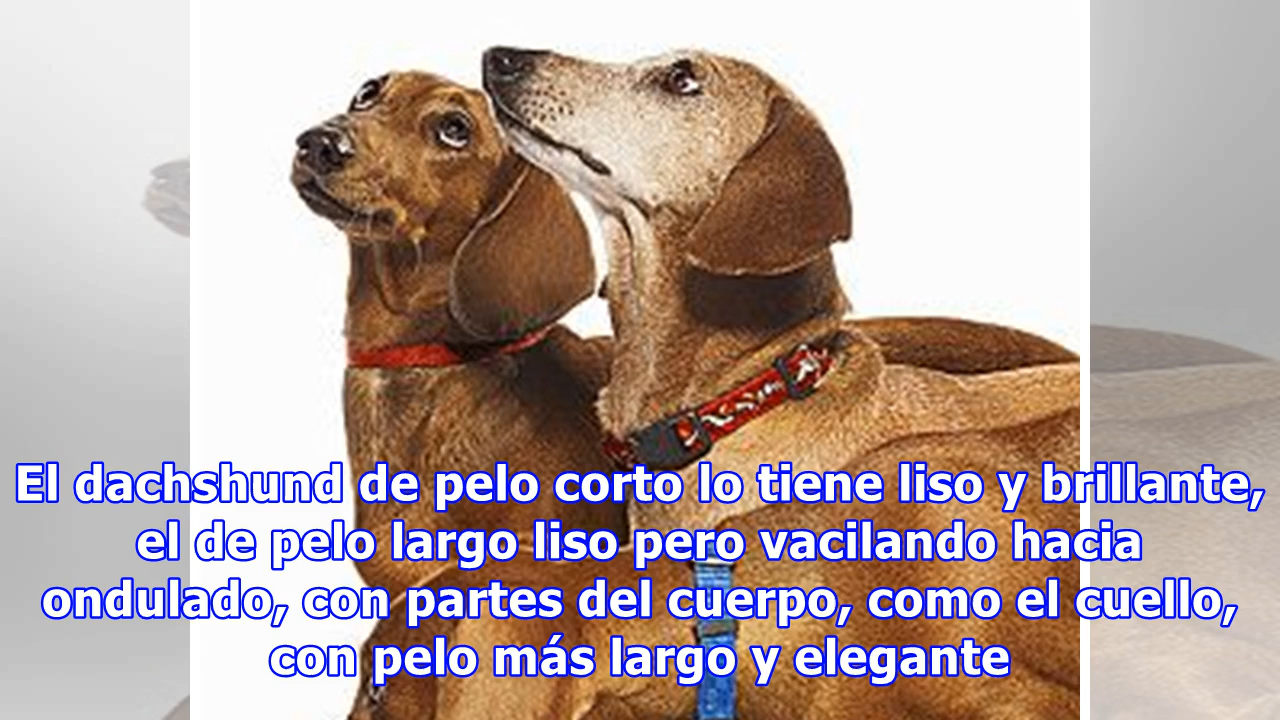 El dachshund de pelo corto lo tiene liso y brillante,
el de pelo largo liso pero vacilando hacia
ondulado, con partes del cuerpo, como el cuello,
con pelo más largo y elegante